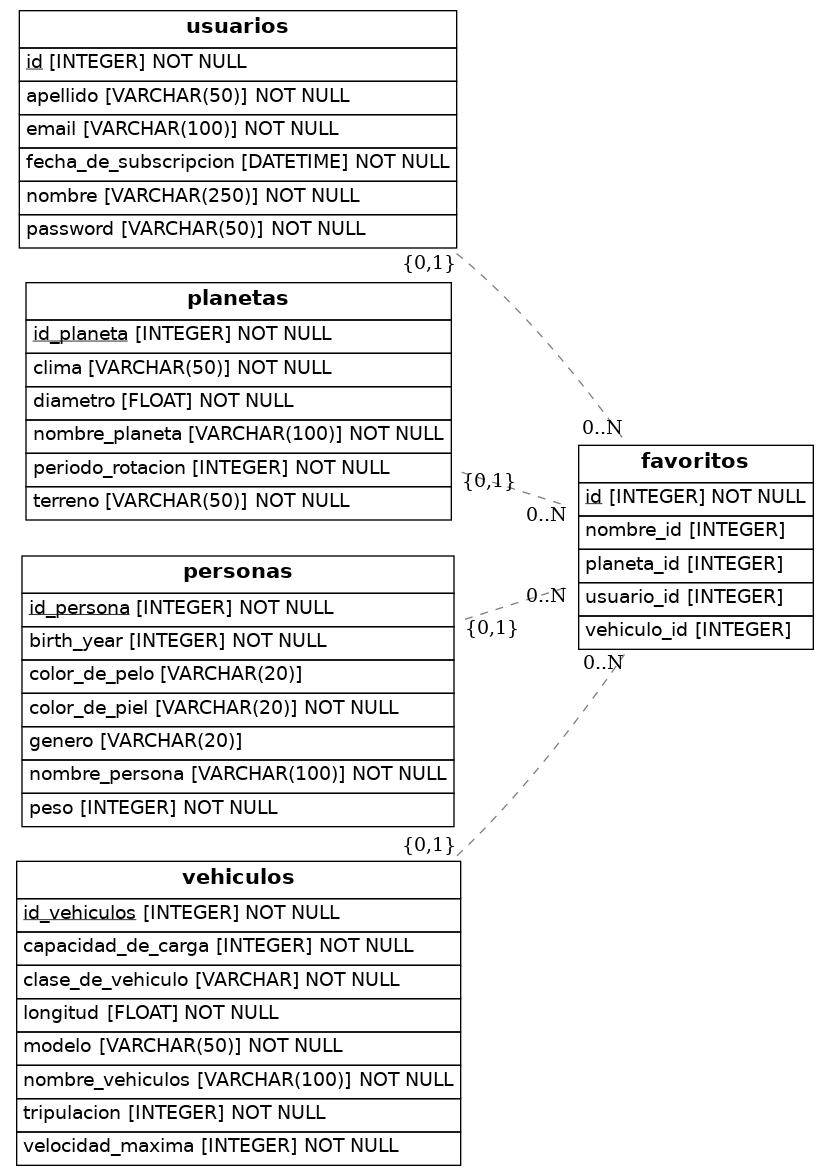 usuarios
id [INTEGER] NOT NULL
apellido [VARCHAR(50)] NOT NULL
email [VARCHAR(100)] NOT NULL
fecha_de_subscripcion [DATETIME] NOT NULL
nombre [VARCHAR(250)] NOT NULL
password [VARCHAR(50)] NOT NULL
{0,1}
planetas
id_planeta [INTEGER] NOT NULL
clima [VARCHAR(50)] NOT NULL
diametro [FLOAT] NOT NULL
nombre_planeta [VARCHAR(100)] NOT NULL
periodo_rotacion [INTEGER] NOT NULL
terreno [VARCHAR(50)] NOT NULL
{0,1}
0..N
0..N
favoritos
id [INTEGER] NOT NULL
nombre_id [INTEGER]
planeta_id [INTEGER]
usuario_id [INTEGER]
vehiculo_id [INTEGER]
0..N
0..N
personas
id_persona [INTEGER] NOT NULL
birth_year [INTEGER] NOT NULL
color_de_pelo [VARCHAR(20)]
color_de_piel [VARCHAR(20)] NOT NULL
genero [VARCHAR(20)]
nombre_persona [VARCHAR(100)] NOT NULL
peso [INTEGER] NOT NULL
{0,1}
{0,1}
vehiculos
id_vehiculos [INTEGER] NOT NULL
capacidad_de_carga [INTEGER] NOT NULL
clase_de_vehiculo [VARCHAR] NOT NULL
longitud [FLOAT] NOT NULL
modelo [VARCHAR(50)] NOT NULL
nombre_vehiculos [VARCHAR(100)] NOT NULL
tripulacion [INTEGER] NOT NULL
velocidad_maxima [INTEGER] NOT NULL